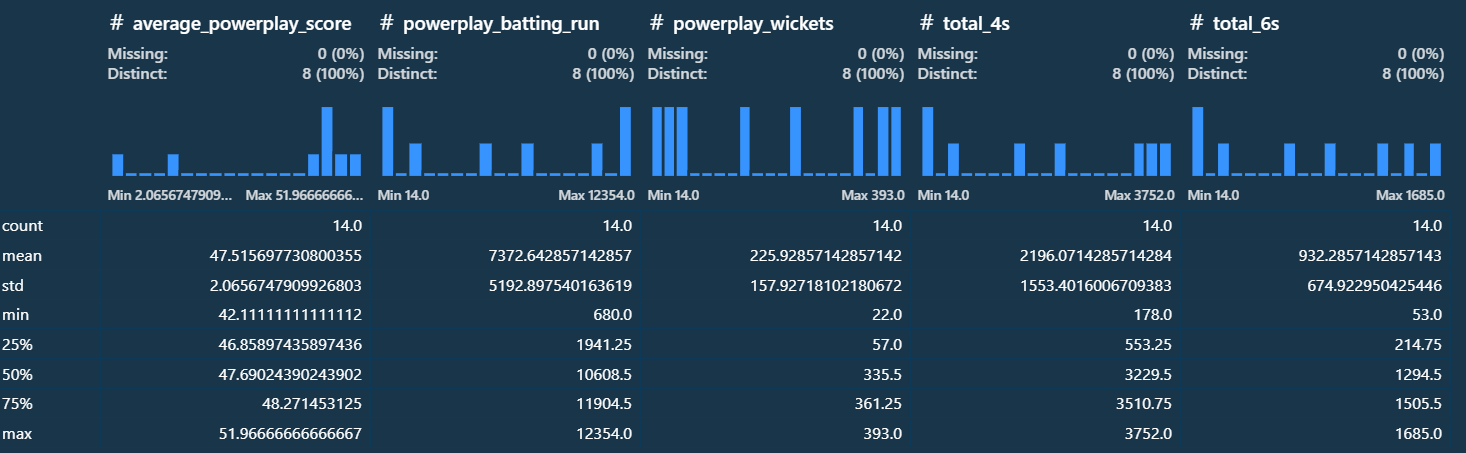 # average_powerplay_score # powerplay_batting_run # powerplay_wickets # total_4s # total_6s
Missing: 0 (0%) Missing: 0 (0%) Missing: 0 (0%) Missing: 0 (0%) Missing: 0 (0%)
Distinct: 8 (100%) Distinct: 8 (100%) Distinct: 8 (100%) Distinct: 8 (100%) Distinct: 8 (100%)
Min 2.0656747909... Max 51.96666666... Min 14.0 Max 12354.0 Min 14.0 Max 393.0 Min 14.0 Max 3752.0 Min 14.0 Max 1685.0
count 14.0 14.0 14.0 14.0 14.0
mean 47.515697730800355 7372.642857142857 225.92857142857142 2196.0714285714284 932.2857142857143
std 2.0656747909926803 5192.897540163619 157.92718102180672 1553.4016006709383 674.922950425446
min 42.11111111111112 680.0 22.0 178.0 53.0
25% 46.85897435897436 1941.25 57.0 553.25 214.75
50% 47.69024390243902 10608.5 335.5 3229.5 1294.5
75% 48.271453125 11904.5 361.25 3510.75 1505.5
max 51.96666666666667 12354.0 393.0 3752.0 1685.0